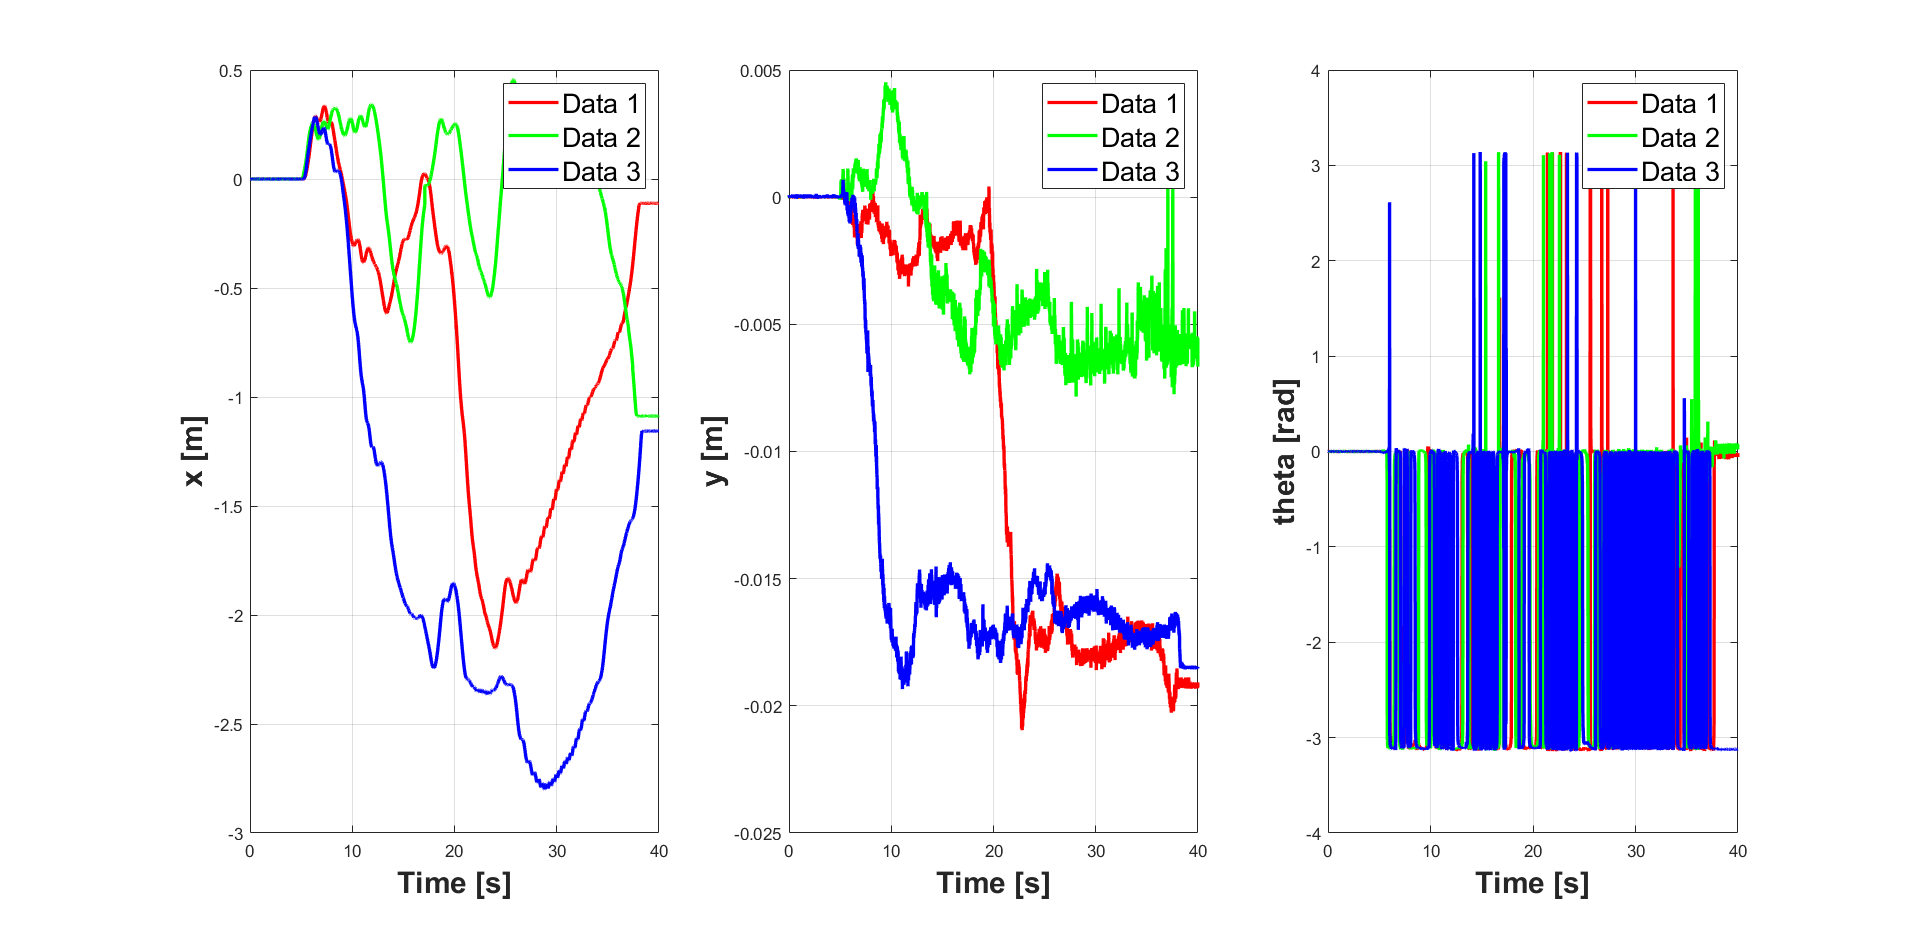 0.5
0
-0.5
-1
-1.5
-2
-2.5
-3
0 10 20 30 40
x [m]
Time [s]
Data 1
Data 2
Data 3
0.005
0
-0.005
-0.01
-0.015
-0.02
-0.025
0 10 20 30 40
y [m]
Time [s]
Data 1
Data 2
Data 3
4
3
2
1
0
-1
-2
-3
-4
0 10 20 30 40
theta [rad]
Time [s]
Data 1
Data 2
Data 3